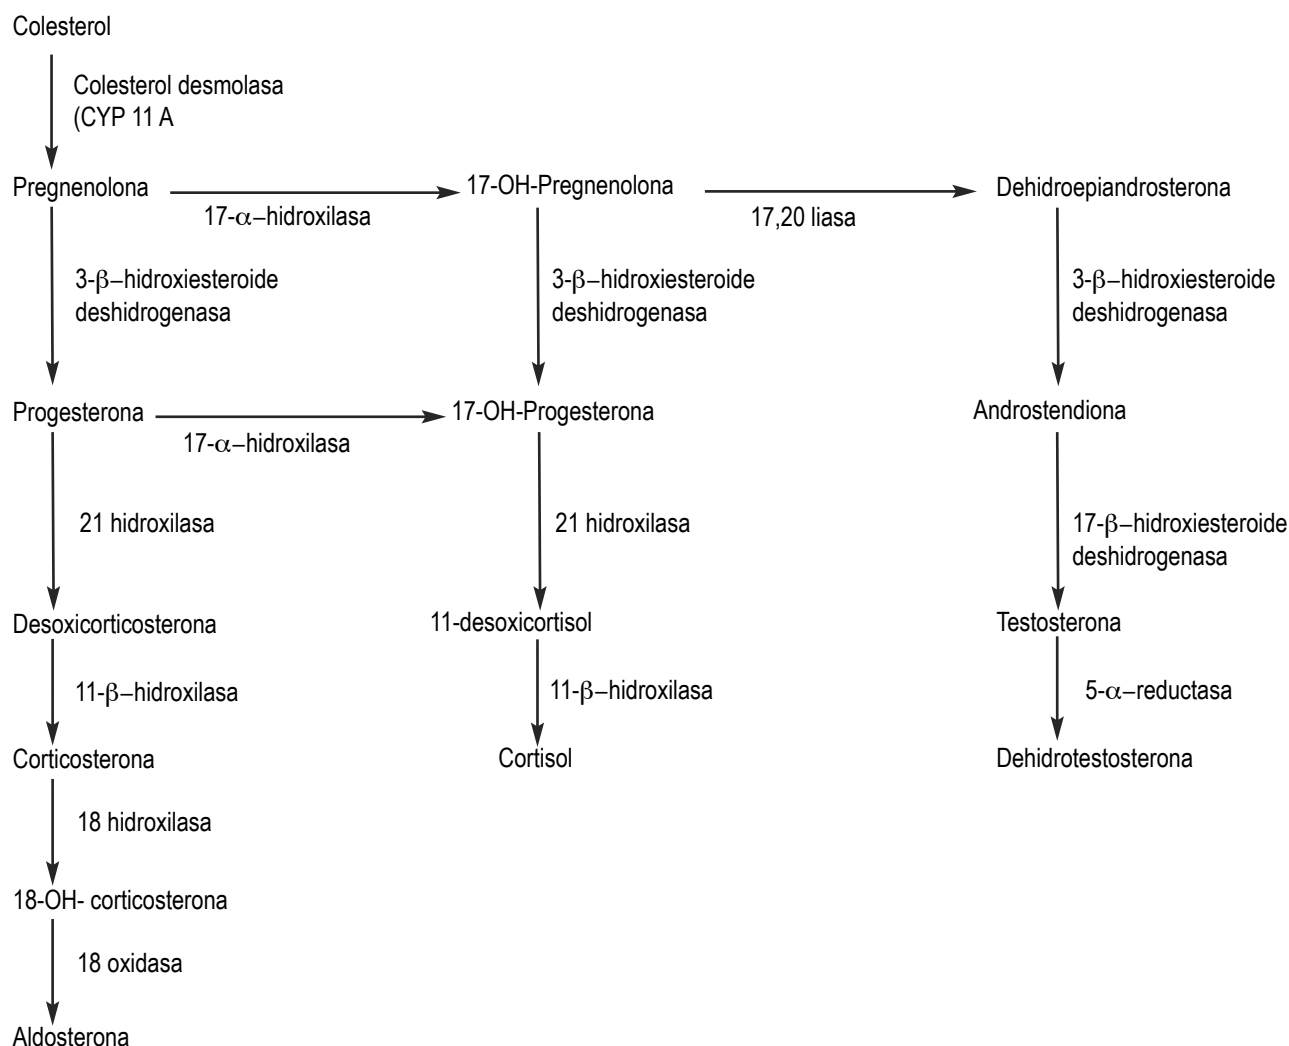 Colesterol
Colesterol desmolasa
(CYP 11 A
Pregnenolona
17-α–hidroxilasa
17-OH-Pregnenolona
17,20 liasa
Dehidroepiandrosterona
3-β–hidroxiesteroide
deshidrogenasa
3-β–hidroxiesteroide
deshidrogenasa
3-β–hidroxiesteroide
deshidrogenasa
Progesterona
17-α–hidroxilasa
17-OH-Progesterona
Androstendiona
21 hidroxilasa
21 hidroxilasa
17-β–hidroxiesteroide
deshidrogenasa
Desoxicorticosterona
11-desoxicortisol
Testosterona
11-β–hidroxilasa
11-β–hidroxilasa
5-α–reductasa
Corticosterona
Cortisol
Dehidrotestosterona
18 hidroxilasa
18-OH- corticosterona
18 oxidasa
Aldosterona